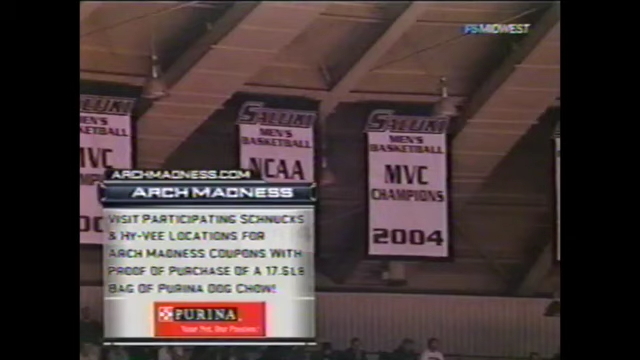 FSMIDWEST
SALUKI
MEN'S
BASKETBALL
MVC
SALUKI
MEN'S
BASKETBALL
NCAA
SALUKI
MEN'S
BASKETBALL
MVC
CHAMPIONS
2004
ARCHMADNESS.COM
ARCH MADNESS
VISIT PARTICIPATING SCHNUCKS
& HY-VEE LOCATIONS FOR
ARCH MADNESS COUPONS WITH
PROOF OF PURCHASE OF A 17.6LB
BAG OF PURINA DOG CHOW!
PURINA
Your Pet, Our Passion.